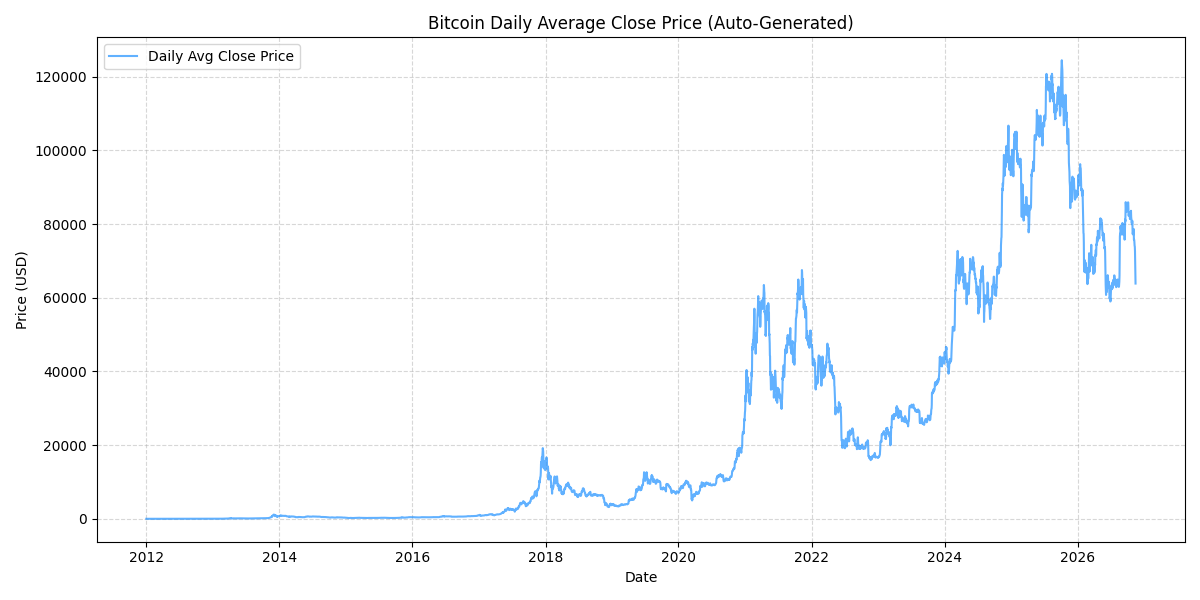 Bitcoin Daily Average Close Price (Auto-Generated)
Daily Avg Close Price
120000
100000
80000
60000
40000
20000
0
Price (USD)
2012 2014 2016 2018 2020 2022 2024 2026
Date